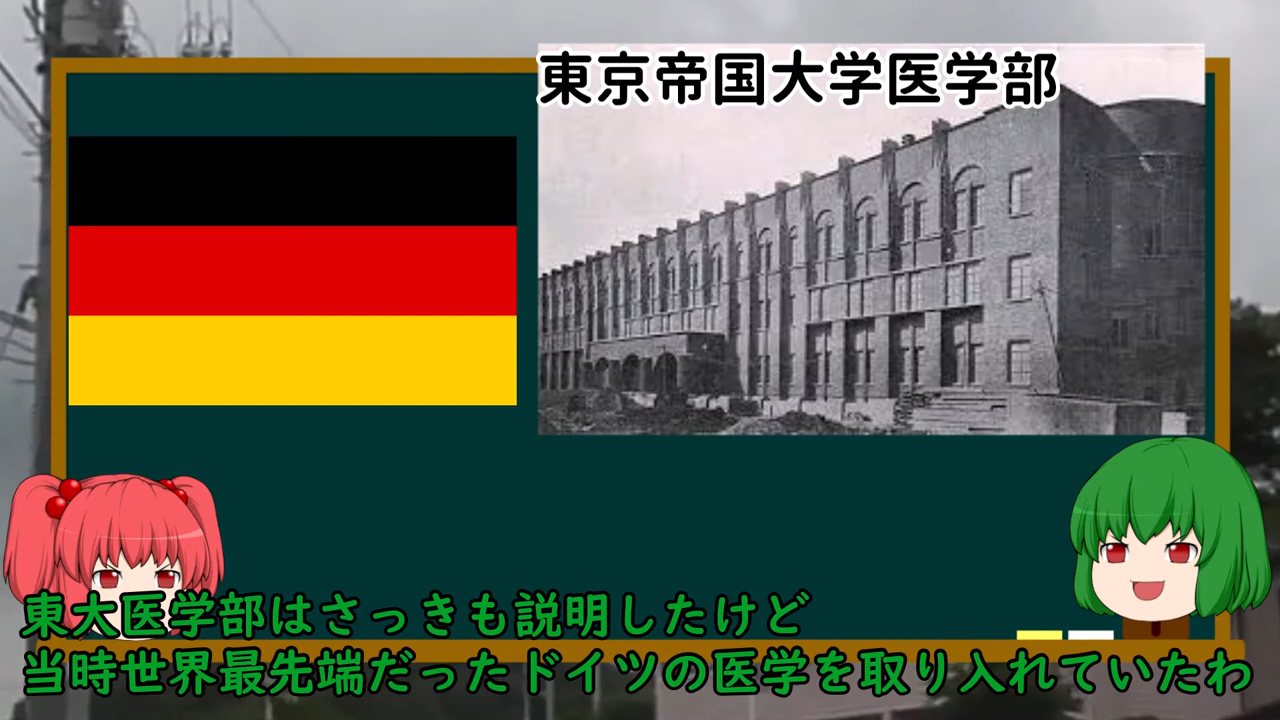 東京帝国大学医学部
東大医学部はさっきも説明したけど
当時世界最先端だったドイツの医学を取り入れていたわ